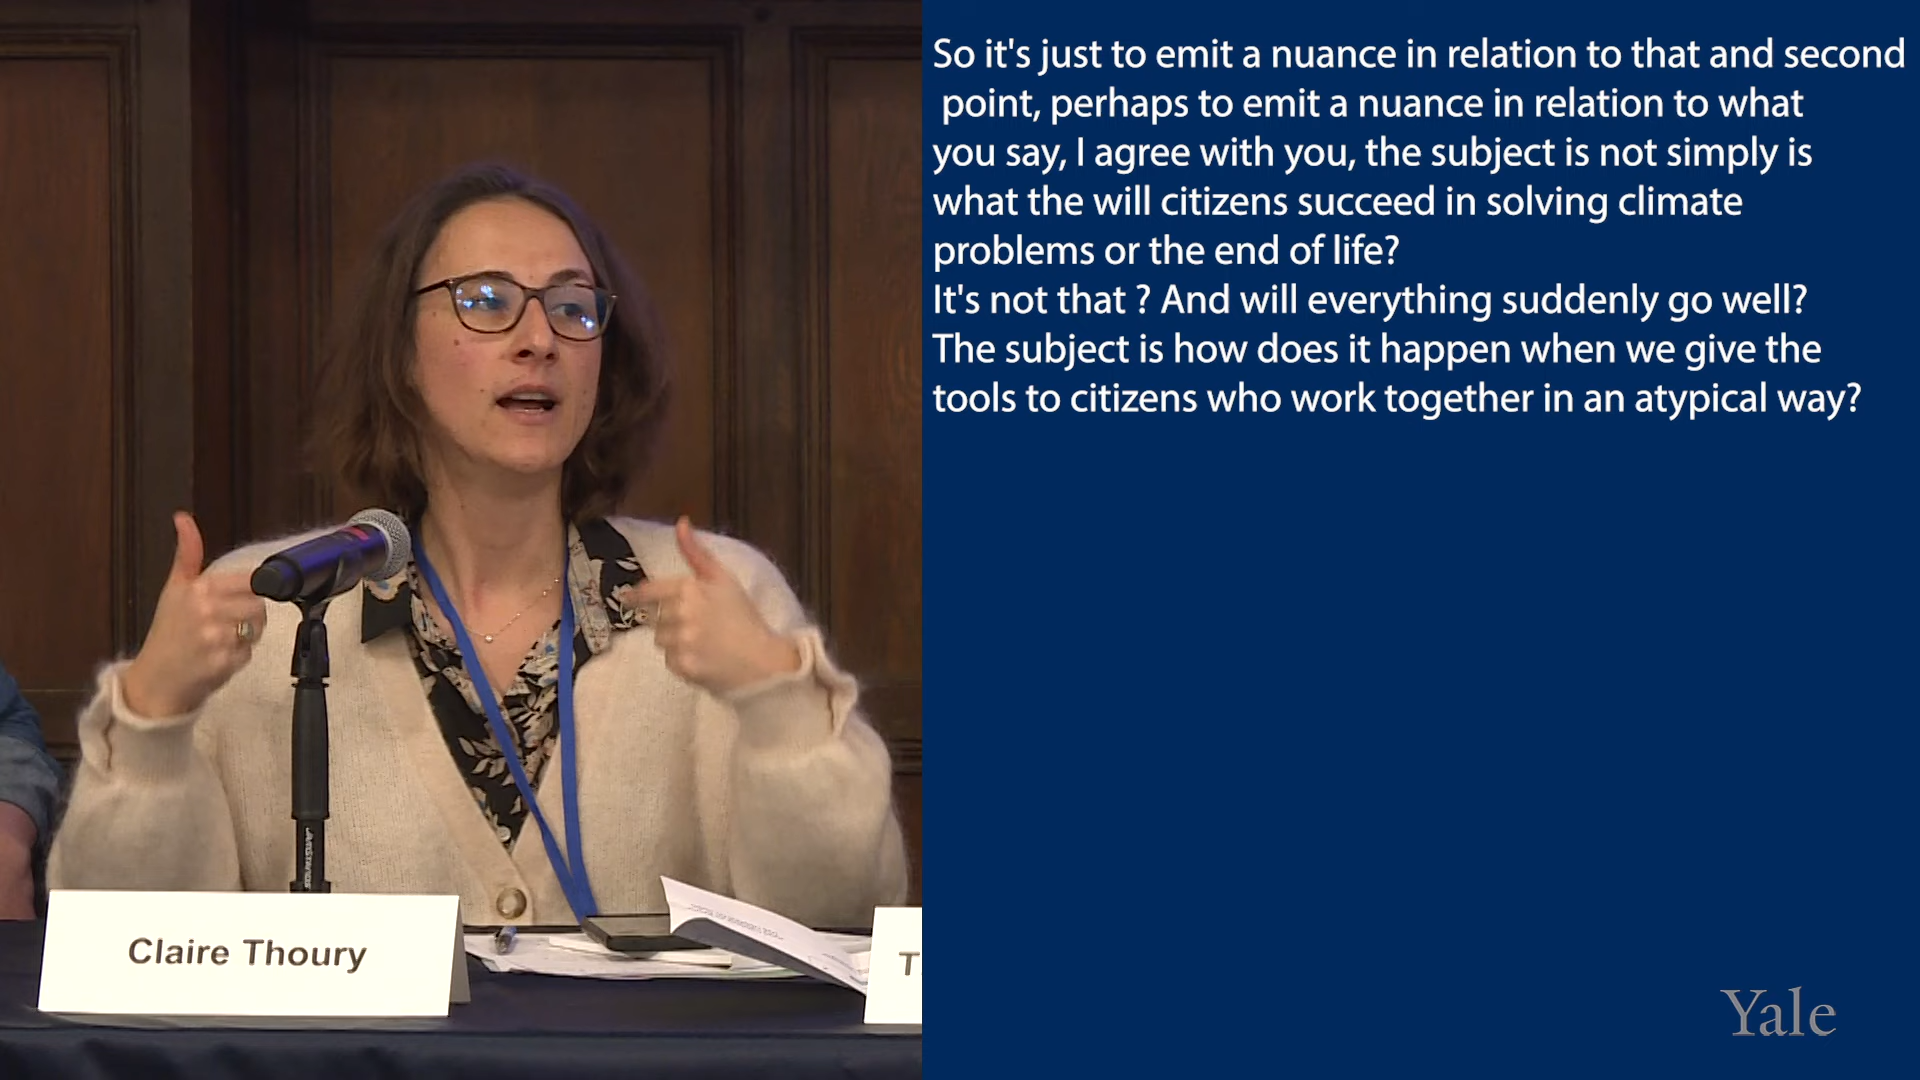 So it's just to emit a nuance in relation to that and second
point, perhaps to emit a nuance in relation to what
you say, I agree with you, the subject is not simply is
what the will citizens succeed in solving climate
problems or the end of life?
It's not that ? And will everything suddenly go well?
The subject is how does it happen when we give the
tools to citizens who work together in an atypical way?
Claire Thoury
T
Yale